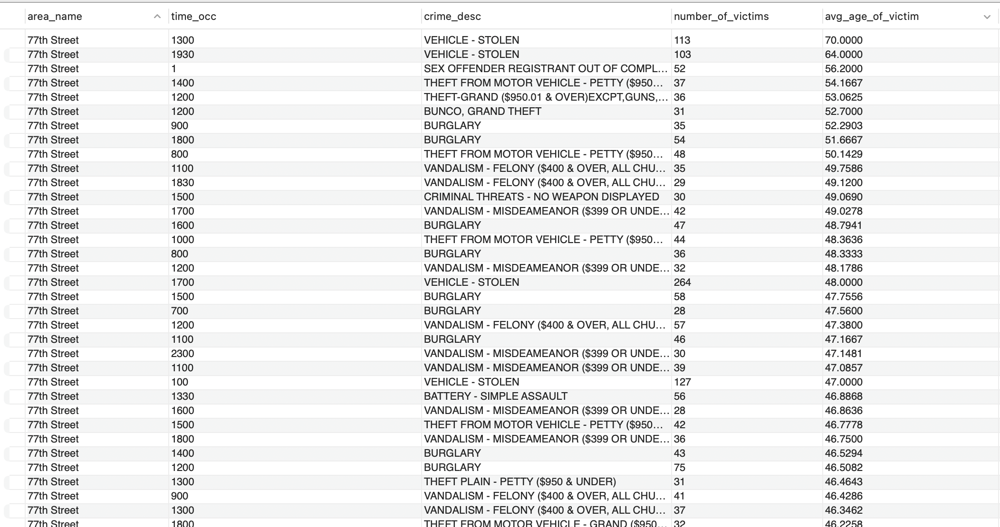 area_name time_occ crime_desc number_of_victims avg_age_of_victim
77th Street 1300 VEHICLE - STOLEN 113 70.0000
77th Street 1930 VEHICLE - STOLEN 103 64.0000
77th Street 1 SEX OFFENDER REGISTRANT OUT OF COMPL... 52 56.2000
77th Street 1400 THEFT FROM MOTOR VEHICLE - PETTY ($950... 37 54.1667
77th Street 1200 THEFT-GRAND ($950.01 & OVER)EXCPT,GUNS,... 36 53.0625
77th Street 1200 BUNCO, GRAND THEFT 31 52.7000
77th Street 900 BURGLARY 35 52.2903
77th Street 1800 BURGLARY 54 51.6667
77th Street 800 THEFT FROM MOTOR VEHICLE - PETTY ($950... 48 50.1429
77th Street 1100 VANDALISM - FELONY ($400 & OVER, ALL CHU... 35 49.7586
77th Street 1830 VANDALISM - FELONY ($400 & OVER, ALL CHU... 29 49.1200
77th Street 1500 CRIMINAL THREATS - NO WEAPON DISPLAYED 30 49.0690
77th Street 1700 VANDALISM - MISDEAMEANOR ($399 OR UNDE... 42 49.0278
77th Street 1600 BURGLARY 47 48.7941
77th Street 1000 THEFT FROM MOTOR VEHICLE - PETTY ($950... 44 48.3636
77th Street 800 BURGLARY 36 48.3333
77th Street 1200 VANDALISM - MISDEAMEANOR ($399 OR UNDE... 32 48.1786
77th Street 1700 VEHICLE - STOLEN 264 48.0000
77th Street 1500 BURGLARY 58 47.7556
77th Street 700 BURGLARY 28 47.5600
77th Street 1200 VANDALISM - FELONY ($400 & OVER, ALL CHU... 57 47.3800
77th Street 1100 BURGLARY 46 47.1667
77th Street 2300 VANDALISM - MISDEAMEANOR ($399 OR UNDE... 30 47.1481
77th Street 1100 VANDALISM - MISDEAMEANOR ($399 OR UNDE... 39 47.0857
77th Street 100 VEHICLE - STOLEN 127 47.0000
77th Street 1330 BATTERY - SIMPLE ASSAULT 56 46.8868
77th Street 1600 VANDALISM - MISDEAMEANOR ($399 OR UNDE... 28 46.8636
77th Street 1500 THEFT FROM MOTOR VEHICLE - PETTY ($950... 42 46.7778
77th Street 1800 VANDALISM - MISDEAMEANOR ($399 OR UNDE... 36 46.7500
77th Street 1400 BURGLARY 43 46.5294
77th Street 1200 BURGLARY 75 46.5082
77th Street 1300 THEFT PLAIN - PETTY ($950 & UNDER) 31 46.4643
77th Street 900 VANDALISM - FELONY ($400 & OVER, ALL CHU... 41 46.4286
77th Street 1300 VANDALISM - FELONY ($400 & OVER, ALL CHU... 37 46.3462
77th Street 1800 THEFT FROM MOTOR VEHICLE - GRAND ($950... 32 46.2258